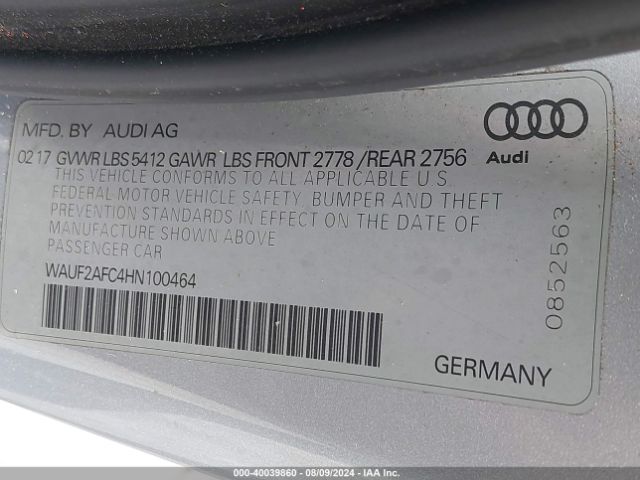 MFD. BY AUDI AG
02 17 GVWR LBS 5412 GAWR LBS FRONT 2778 /REAR 2756
THIS VEHICLE CONFORMS TO ALL APPLICABLE U.S.
FEDERAL-MOTOR VEHICLE SAFETY, BUMPER AND THEFT
PREVENTION STANDARDS IN EFFECT ON THE DATE OF
MANUFACTURE SHOWN ABOVE.
PASSENGER CAR
WAUF2AFC4HN100464
Audi
0852563
GERMANY
000-40039860 - 08/09/2024 - IAA Inc.